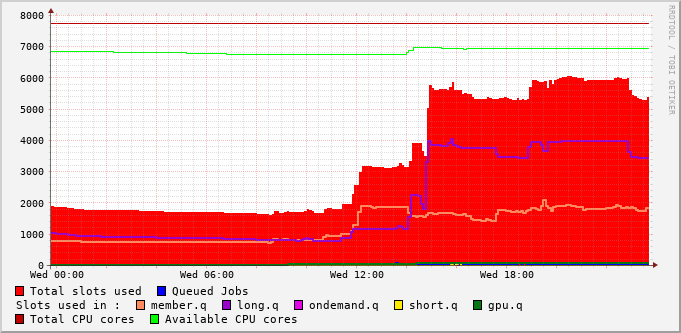 RRDTOOL / TOBI OETIKER
8000
7000
6000
5000
4000
3000
2000
1000
0
Wed 00:00 Wed 06:00 Wed 12:00 Wed 18:00
Total slots used Queued Jobs
Slots used in : member.q long.q ondemand.q short.q gpu.q
Total CPU cores Available CPU cores